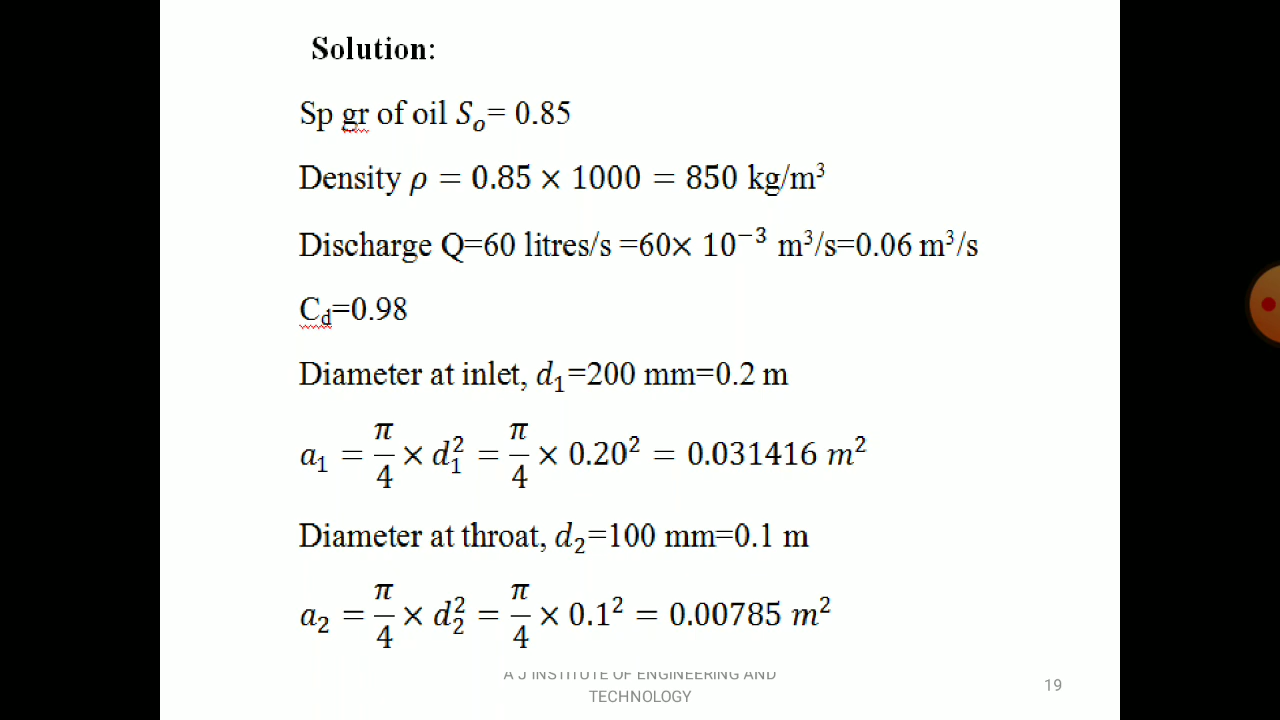 Solution:
Sp gr of oil Sₒ= 0.85
Density ρ = 0.85 × 1000 = 850 kg/m³
Discharge Q=60 litres/s =60× 10⁻³ m³/s=0.06 m³/s
C_d=0.98
Diameter at inlet, d₁=200 mm=0.2 m
a₁ = π/4 × d₁² = π/4 × 0.20² = 0.031416 m²
Diameter at throat, d₂=100 mm=0.1 m
a₂ = π/4 × d₂² = π/4 × 0.1² = 0.00785 m²
A J INSTITUTE OF ENGINEERING AND
TECHNOLOGY
19